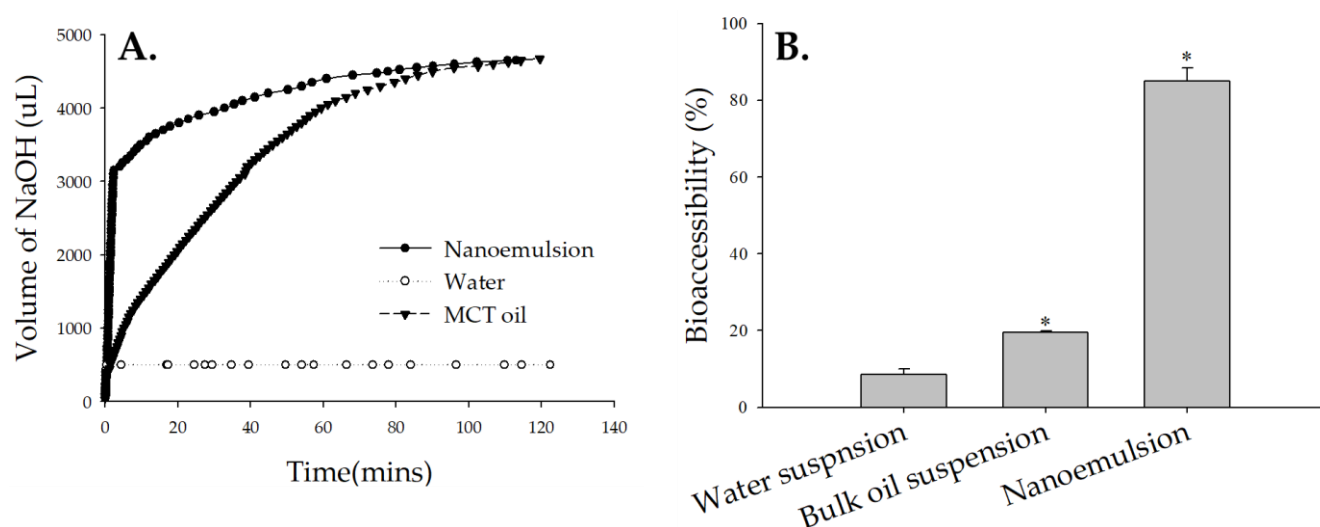 A.
Volume of NaOH (uL)
5000
4000
3000
2000
1000
0
Nanoemulsion
Water
MCT oil
0 20 40 60 80 100 120 140
Time(mins)
B.
Bioaccessibility (%)
100
80
60
40
20
0
*
*
Water suspnsion
Bulk oil suspension
Nanoemulsion